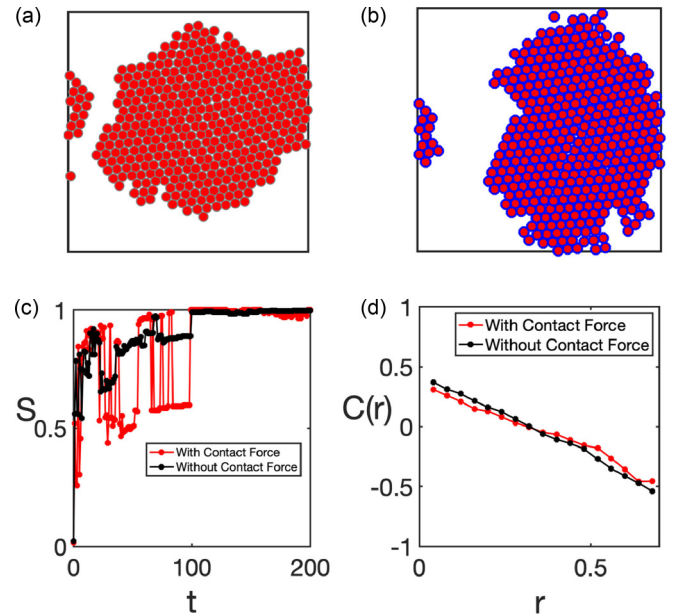 (a)
(b)
(c)
1
S
0.5
0
0
100
200
t
With Contact Force
Without Contact Force
(d)
1
0.5
C(r)
0
-0.5
-1
0
0.5
r
With Contact Force
Without Contact Force